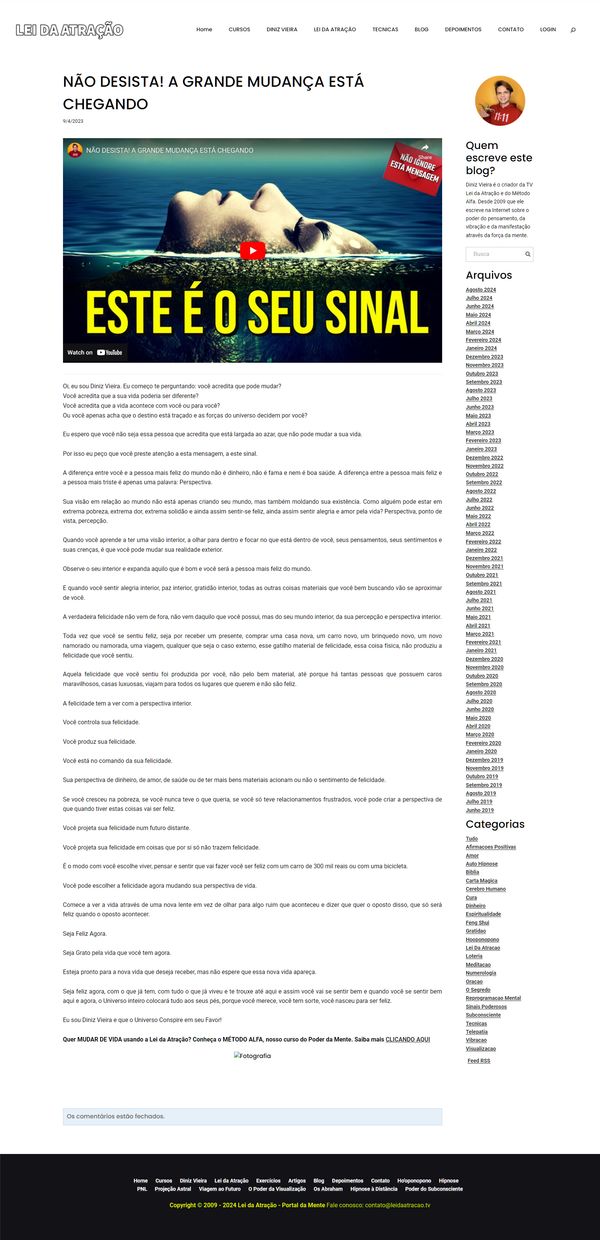 LEI DA ATRAÇÃO
Home CURSOS DINIZ VIEIRA LEI DA ATRAÇÃO TECNICAS BLOG DEPOIMENTOS CONTATO LOGIN
NÃO DESISTA! A GRANDE MUDANÇA ESTÁ
CHEGANDO
9/4/2023
NÃO DESISTA! A GRANDE MUDANÇA ESTÁ CHEGANDO
Share
NÃO IGNORE
ESTA MENSAGEM
ESTE É O SEU SINAL
Watch on YouTube
Oi, eu sou Diniz Vieira. Eu começo te perguntando: você acredita que pode mudar?
Você acredita que a sua vida poderia ser diferente?
Você acredita que a vida acontece com você ou para você?
Ou você apenas acha que o destino está traçado e as forças do universo decidem por você?
Eu espero que você não seja essa pessoa que acredita que está largada ao azar, que não pode mudar a sua vida.
Por isso eu peço que você preste atenção a esta mensagem, a este sinal.
A diferença entre você e a pessoa mais feliz do mundo não é dinheiro, não é fama e nem é boa saúde. A diferença entre a pessoa mais feliz e
a pessoa mais triste é apenas uma palavra: Perspectiva.
Sua visão em relação ao mundo não está apenas criando seu mundo, mas também moldando sua existência. Como alguém pode estar em
extrema pobreza, extrema dor, extrema solidão e ainda assim sentir-se feliz, ainda assim sentir alegria e amor pela vida? Perspectiva, ponto de
vista, percepção.
Quando você aprende a ter uma visão interior, a olhar para dentro e focar no que está dentro de você, seus pensamentos, seus sentimentos e
suas crenças, é que você pode mudar sua realidade exterior.
Observe o seu interior e expanda aquilo que é bom e você será a pessoa mais feliz do mundo.
E quando você sentir alegria interior, paz interior, gratidão interior, todas as outras coisas materiais que você bem buscando vão se aproximar
de você.
A verdadeira felicidade não vem de fora, não vem daquilo que você possui, mas do seu mundo interior, da sua percepção e perspectiva interior.
Toda vez que você se sentiu feliz, seja por receber um presente, comprar uma casa nova, um carro novo, um brinquedo novo, um novo
namorado ou namorada, uma viagem, qualquer que seja o caso externo, esse gatilho material de felicidade, essa coisa física, não produziu a
felicidade que você sentiu.
Aquela felicidade que você sentiu foi produzida por você, não pelo bem material, até porque há tantas pessoas que possuem caros
maravilhosos, casas luxuosas, viajam para todos os lugares que querem e não são feliz.
A felicidade tem a ver com a perspectiva interior.
Você controla sua felicidade.
Você produz sua felicidade.
Você está no comando da sua felicidade.
Sua perspectiva de dinheiro, de amor, de saúde ou de ter mais bens materiais acionam ou não o sentimento de felicidade.
Se você cresceu na pobreza, se você nunca teve o que queria, se você só teve relacionamentos frustrados, você pode criar a perspectiva de
que quando tiver estas coisas vai ser feliz.
Você projeta sua felicidade num futuro distante.
Você projeta sua felicidade em coisas que por si só não trazem felicidade.
É o modo com você escolhe viver, pensar e sentir que vai fazer você ser feliz com um carro de 300 mil reais ou com uma bicicleta.
Você pode escolher a felicidade agora mudando sua perspectiva de vida.
Comece a ver a vida através de uma nova lente em vez de olhar para algo ruim que aconteceu e dizer que quer o oposto disso, que só será
feliz quando o oposto acontecer.
Seja Feliz Agora.
Seja Grato pela vida que você tem agora.
Esteja pronto para a nova vida que deseja receber, mas não espere que essa nova vida apareça.
Seja feliz agora, com o que já tem, com tudo o que já viveu e te trouxe até aqui e assim você vai se sentir bem e quando você se sentir bem
aqui e agora, o Universo inteiro colocará tudo aos seus pés, porque você merece, você tem sorte, você nasceu para ser feliz.
Eu sou Diniz Vieira e que o Universo Conspire em seu Favor!
Quer MUDAR DE VIDA usando a Lei da Atração? Conheça o MÉTODO ALFA, nosso curso do Poder da Mente. Saiba mais CLICANDO AQUI
Fotografia
Os comentários estão fechados.
11:11
Quem
escreve este
blog?
Diniz Vieira é o criador da TV
Lei da Atração e do Método
Alfa. Desde 2009 que ele
escreve na Internet sobre o
poder do pensamento, da
vibração e da manifestação
através da força da mente.
Busca
Arquivos
Agosto 2024
Julho 2024
Junho 2024
Maio 2024
Abril 2024
Março 2024
Fevereiro 2024
Janeiro 2024
Dezembro 2023
Novembro 2023
Outubro 2023
Setembro 2023
Agosto 2023
Julho 2023
Junho 2023
Maio 2023
Abril 2023
Março 2023
Fevereiro 2023
Janeiro 2023
Dezembro 2022
Novembro 2022
Outubro 2022
Setembro 2022
Agosto 2022
Julho 2022
Junho 2022
Maio 2022
Abril 2022
Março 2022
Fevereiro 2022
Janeiro 2022
Dezembro 2021
Novembro 2021
Outubro 2021
Setembro 2021
Agosto 2021
Julho 2021
Junho 2021
Maio 2021
Abril 2021
Março 2021
Fevereiro 2021
Janeiro 2021
Dezembro 2020
Novembro 2020
Outubro 2020
Setembro 2020
Agosto 2020
Julho 2020
Junho 2020
Maio 2020
Abril 2020
Março 2020
Fevereiro 2020
Janeiro 2020
Dezembro 2019
Novembro 2019
Outubro 2019
Setembro 2019
Agosto 2019
Julho 2019
Junho 2019
Categorias
Tudo
Afirmacoes Positivas
Amor
Auto Hipnose
Bíblia
Carta Magica
Cerebro Humano
Cura
Dinheiro
Espiritualidade
Feng Shui
Gratidao
Hooponopono
Lei Da Atracao
Loteria
Meditacao
Numerologia
Oracao
O Segredo
Reprogramacao Mental
Sinais Poderosos
Subconsciente
Tecnicas
Telepatia
Vibracao
Visualizacao
Feed RSS
Home Cursos Diniz Vieira Lei da Atração Exercícios Artigos Blog Depoimentos Contato Ho'oponopono Hipnose
PNL Projeção Astral Viagem ao Futuro O Poder da Visualização Os Abraham Hipnose à Distância Poder do Subconsciente
Copyright © 2009 - 2024 Lei da Atração - Portal da Mente Fale conosco: contato@leidaatracao.tv